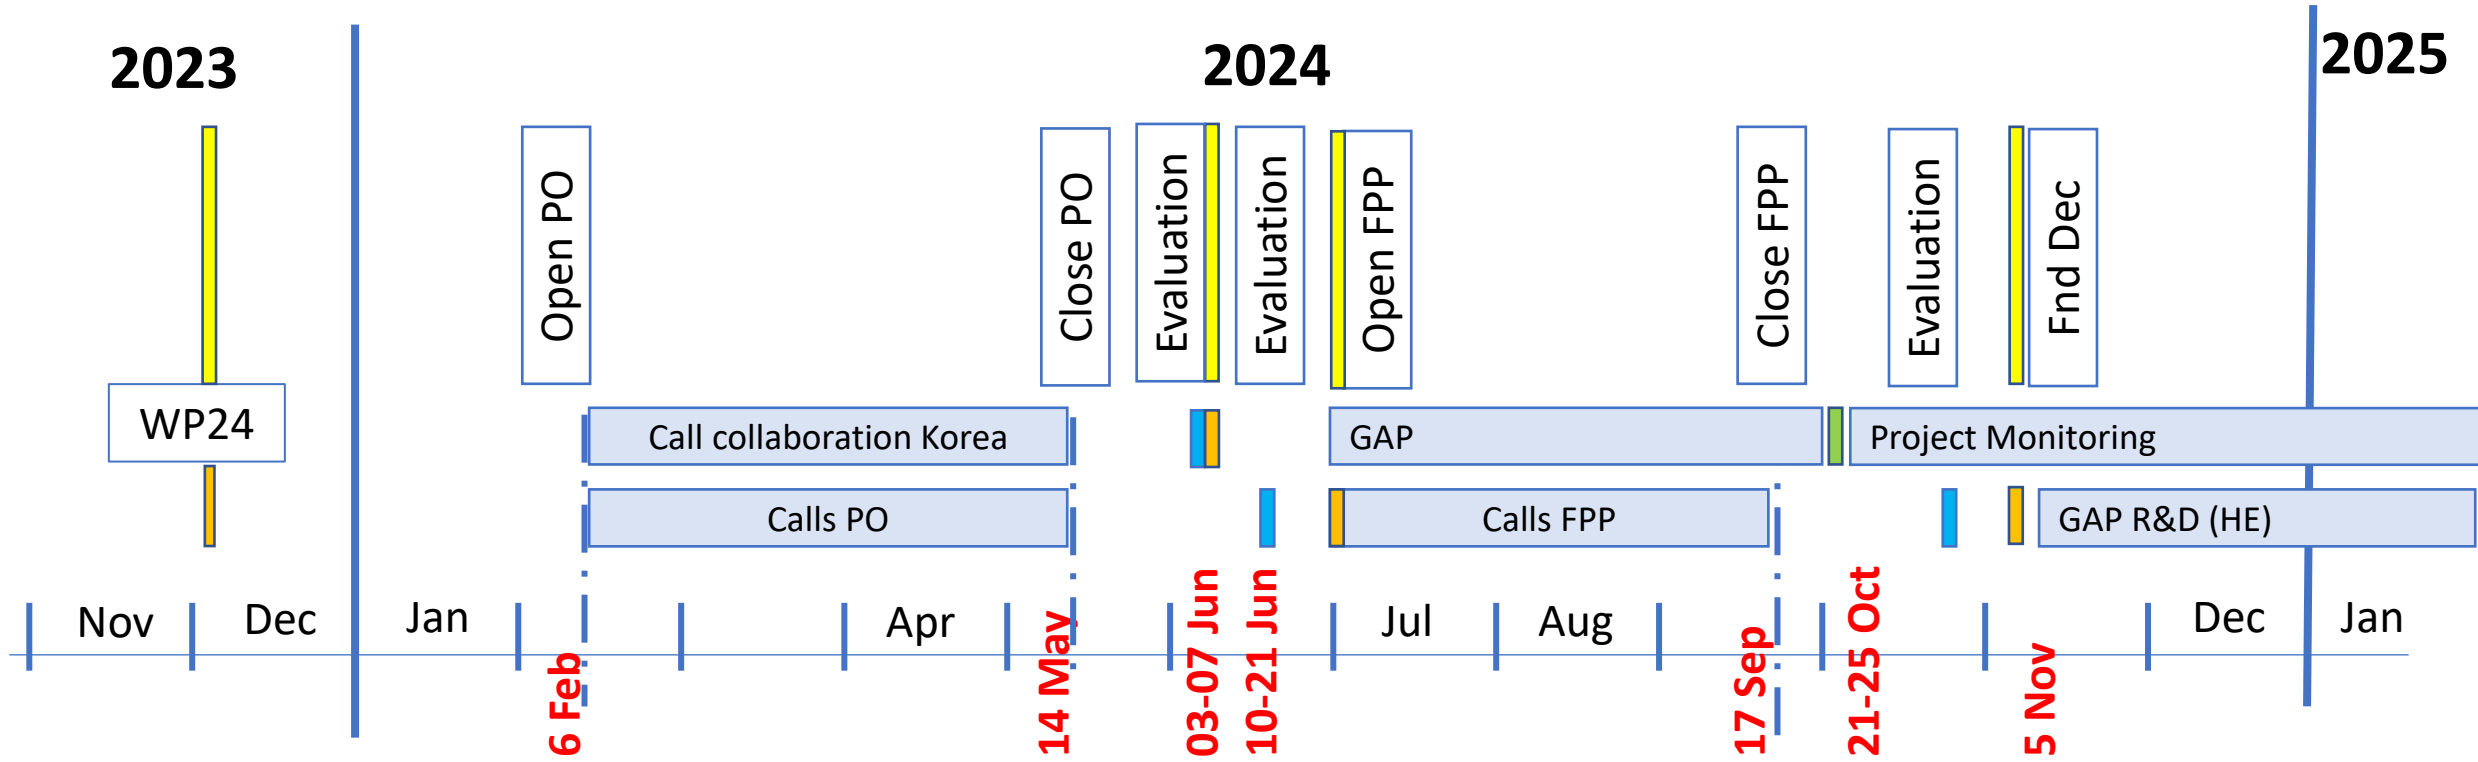 2023
2024
2025
Open PO
Close PO
Evaluation
Evaluation
Open FPP
Close FPP
Evaluation
Fnd Dec
WP24
Call collaboration Korea
GAP
Project Monitoring
Calls PO
Calls FPP
GAP R&D (HE)
Nov
Dec
Jan
Apr
Jul
Aug
Dec
Jan
6 Feb
14 May
03-07 Jun
10-21 Jun
17 Sep
21-25 Oct
5 Nov